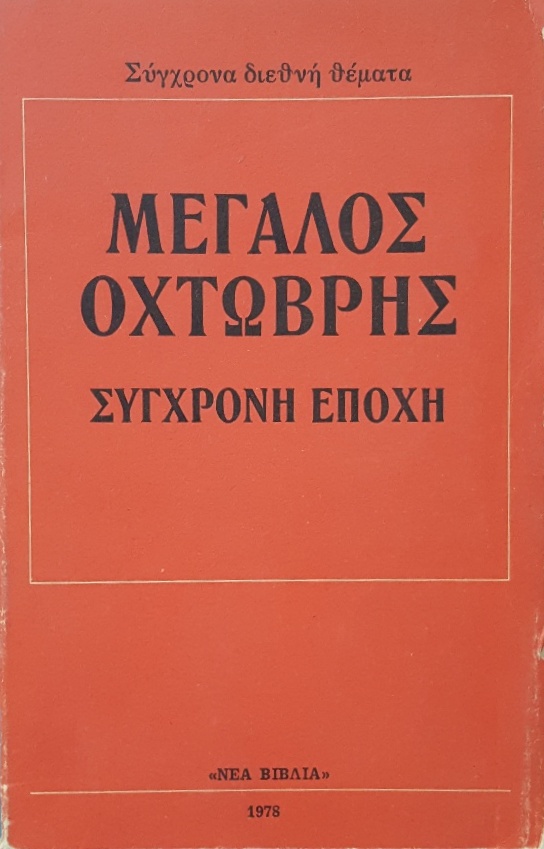 Σύγχρονα διεθνή θέματα
ΜΕΓΑΛΟΣ
ΟΧΤΩΒΡΗΣ
ΣΥΓΧΡΟΝΗ ΕΠΟΧΗ
«ΝΕΑ ΒΙΒΛΙΑ»
1978